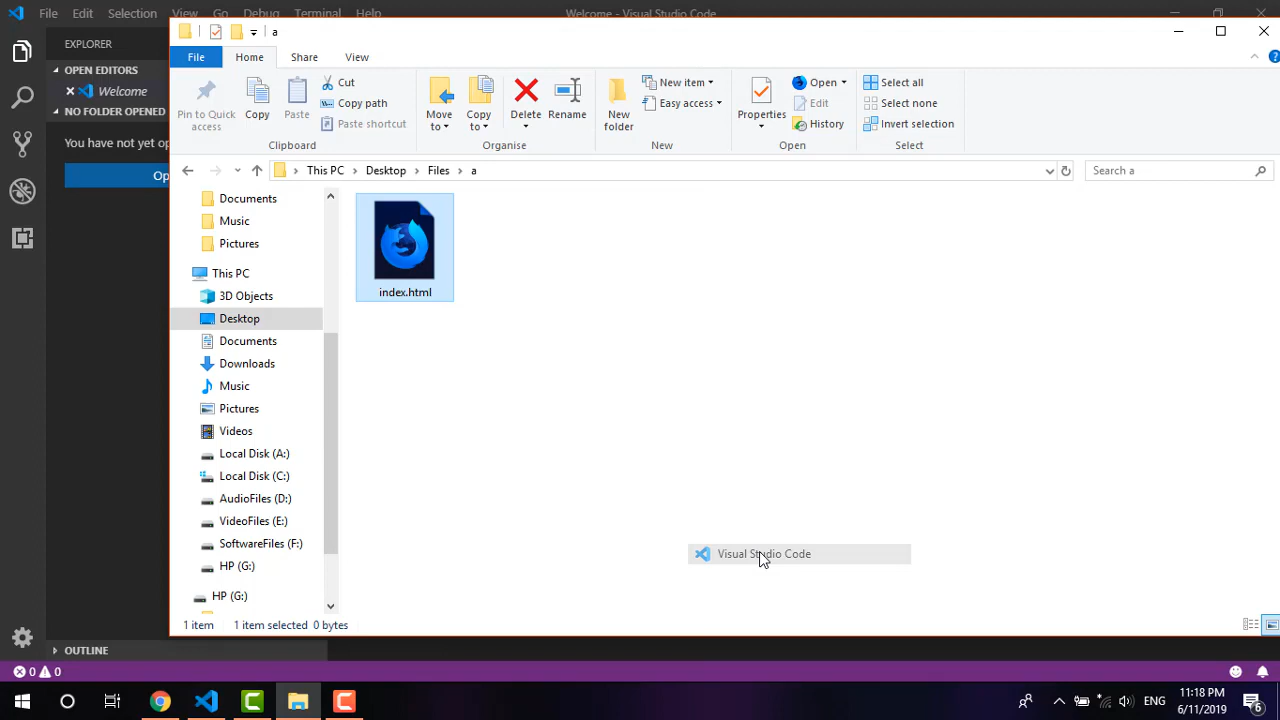 File Edit Selection View Go Debug Terminal Help Welcome - Visual Studio Code
EXPLORER
OPEN EDITORS
Welcome
NO FOLDER OPENED
You have not yet op
Op
OUTLINE
0 0
a
File Home Share View
Pin to Quick access
Copy
Paste
Cut
Copy path
Paste shortcut
Clipboard
Move to
Copy to
Delete
Rename
Organise
New folder
New item
Easy access
New
Properties
Open
Edit
History
Open
Select all
Select none
Invert selection
Select
This PC Desktop Files a
Search a
Documents
Music
Pictures
This PC
3D Objects
Desktop
Documents
Downloads
Music
Pictures
Videos
Local Disk (A:)
Local Disk (C:)
AudioFiles (D:)
VideoFiles (E:)
SoftwareFiles (F:)
HP (G:)
HP (G:)
index.html
Visual Studio Code
1 item 1 item selected 0 bytes
ENG
11:18 PM
6/11/2019
6